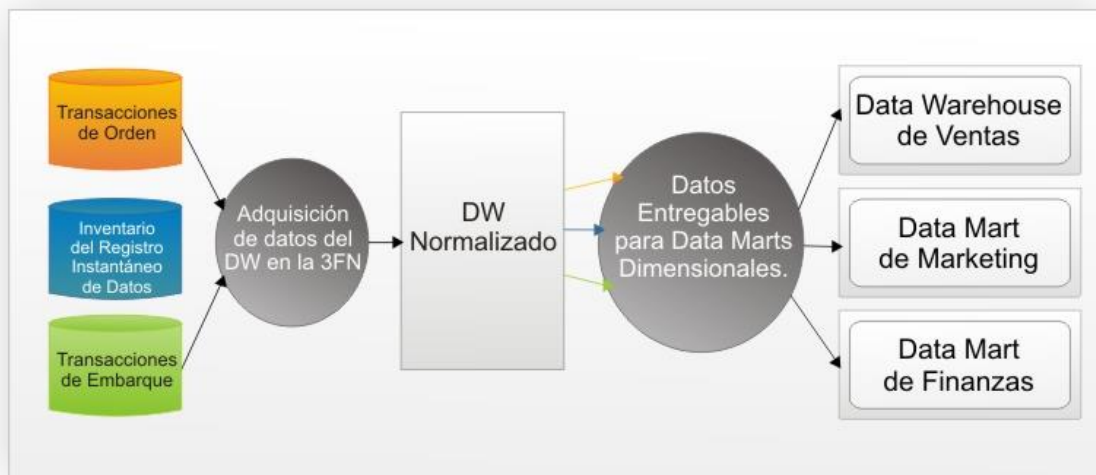 Transacciones
de Orden
Inventario
del Registro
Instantáneo
de Datos
Transacciones
de Embarque
Adquisición
de datos del
DW en la 3FN
DW
Normalizado
Datos
Entregables
para Data Marts
Dimensionales.
Data Warehouse
de Ventas
Data Mart
de Marketing
Data Mart
de Finanzas